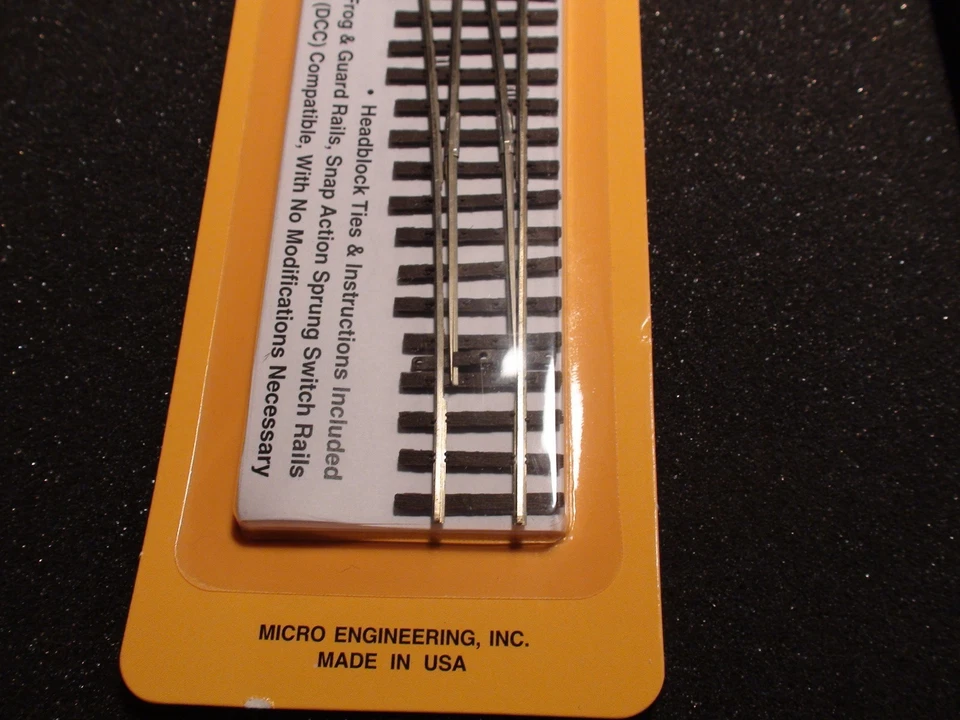 • Headblock Ties & Instructions Included
Frog & Guard Rails, Snap Action Sprung Switch Rails
(DCC) Compatible, With No Modifications Necessary
MICRO ENGINEERING, INC.
MADE IN USA